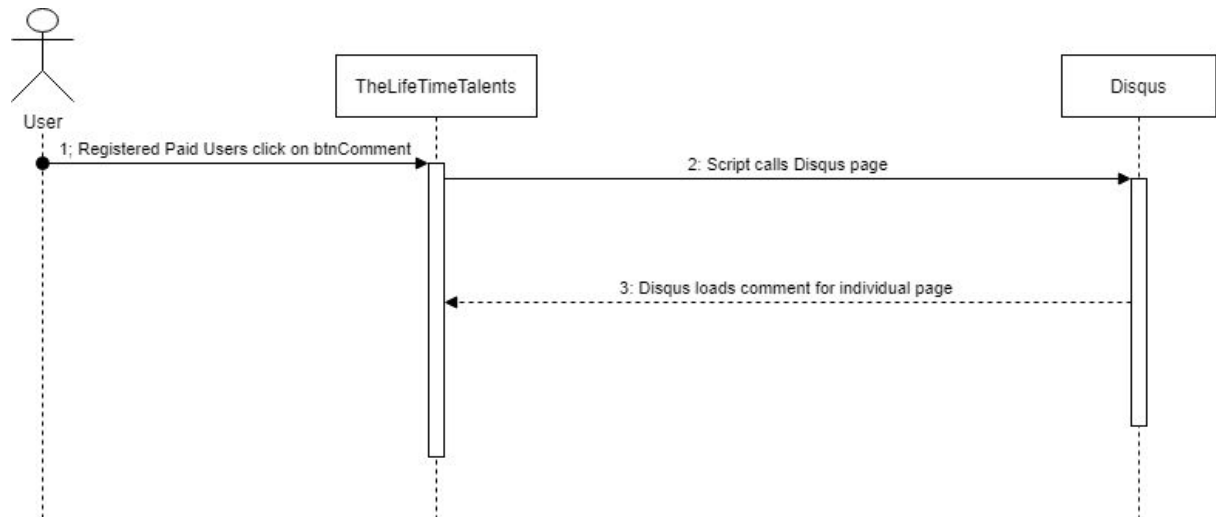 User
TheLifeTimeTalents
Disqus
1; Registered Paid Users click on btnComment
2: Script calls Disqus page
3: Disqus loads comment for individual page